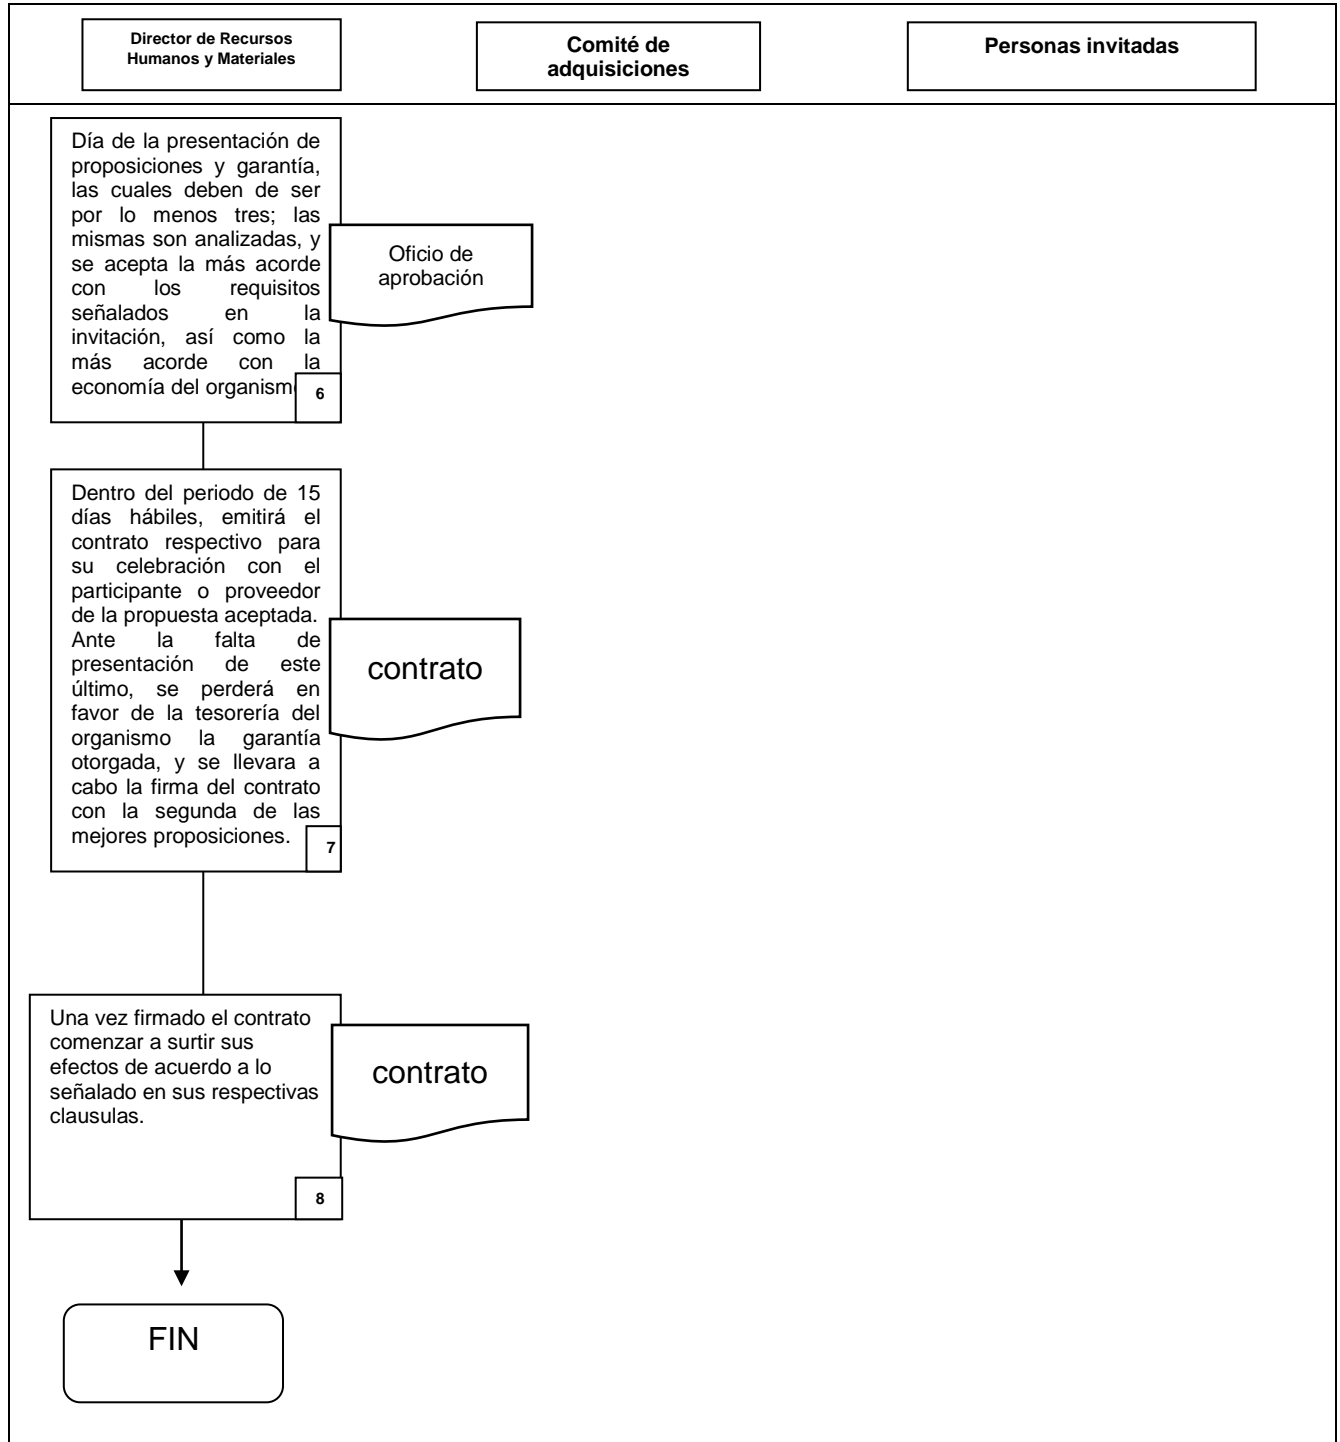 Director de Recursos
Humanos y Materiales
Comité de
adquisiciones
Personas invitadas
Día de la presentación de
proposiciones y garantía,
las cuales deben de ser
por lo menos tres; las
mismas son analizadas, y
se acepta la más acorde
con los requisitos
señalados en la
invitación, así como la
más acorde con la
economía del organismo
6
Oficio de
aprobación
Dentro del periodo de 15
días hábiles, emitirá el
contrato respectivo para
su celebración con el
participante o proveedor
de la propuesta aceptada.
Ante la falta de
presentación de este
último, se perderá en
favor de la tesorería del
organismo la garantía
otorgada, y se llevara a
cabo la firma del contrato
con la segunda de las
mejores proposiciones.
7
contrato
Una vez firmado el contrato
comenzar a surtir sus
efectos de acuerdo a lo
señalado en sus respectivas
clausulas.
8
contrato
FIN